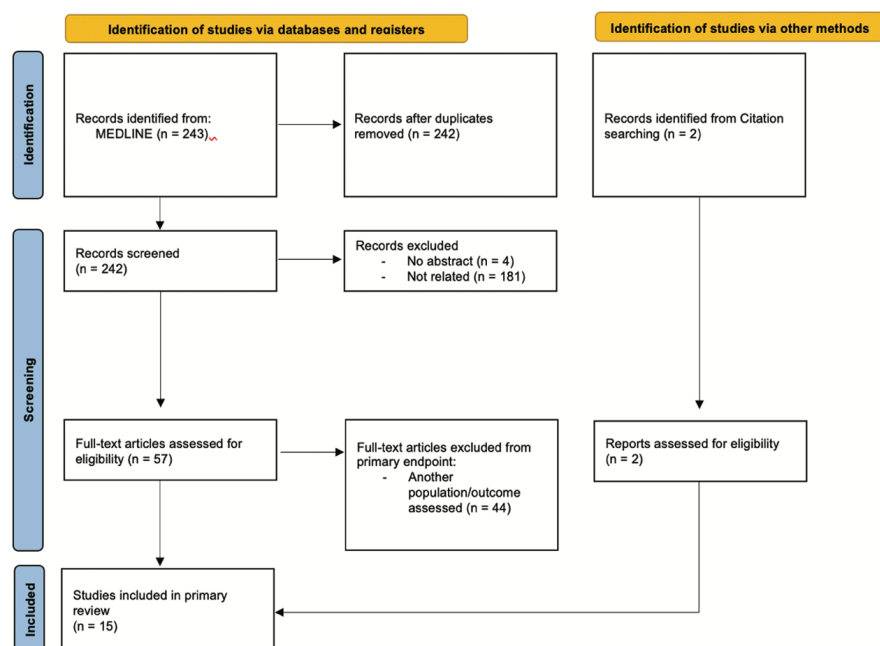 Identification of studies via databases and registers
Identification of studies via other methods
Identification
Records identified from:
MEDLINE (n = 243)
Records after duplicates
removed (n = 242)
Records identified from Citation
searching (n = 2)
Screening
Records screened
(n = 242)
Records excluded
- No abstract (n = 4)
- Not related (n = 181)
Full-text articles assessed for
eligibility (n = 57)
Full-text articles excluded from
primary endpoint:
- Another
population/outcome
assessed (n = 44)
Reports assessed for eligibility
(n = 2)
Included
Studies included in primary
review
(n = 15)